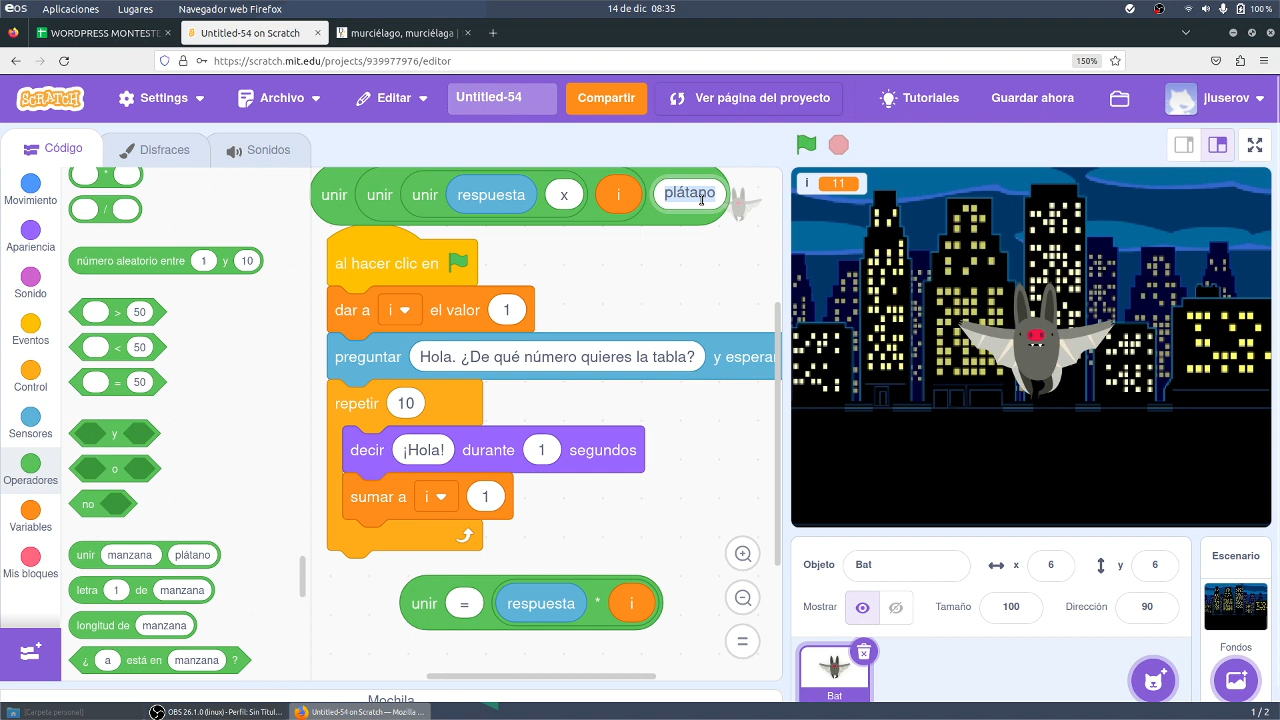 eos Aplicaciones Lugares Navegador web Firefox 14 de dic 08:35 100 %
WORDPRESS MONTEST × Untitled-54 on Scratch × murciélago, murciélaga | × +
https://scratch.mit.edu/projects/939977976/editor 150%
SCRATCH Settings Archivo Editar Untitled-54 Compartir Ver página del proyecto Tutoriales Guardar ahora jluserov
Código Disfraces Sonidos
Movimiento
Apariencia
Sonido
Eventos
Control
Sensores
Operadores
Variables
Mis bloques
*
/
número aleatorio entre 1 y 10
> 50
< 50
= 50
y
o
no
unir manzana plátano
letra 1 de manzana
longitud de manzana
¿ a está en manzana ?
unir unir unir respuesta x i plátano
al hacer clic en
dar a i el valor 1
preguntar Hola. ¿De qué número quieres la tabla? y espera
repetir 10
decir ¡Hola! durante 1 segundos
sumar a i 1
unir = respuesta * i
Mochila
i 11
Objeto Bat x 6 y 6
Mostrar Tamaño 100 Dirección 90
Bat
Escenario
Fondos
[Carpeta personal] OBS 26.1.0 (linux) - Perfil: Sin Titul... Untitled-54 on Scratch — Mozilla ... 1 / 2